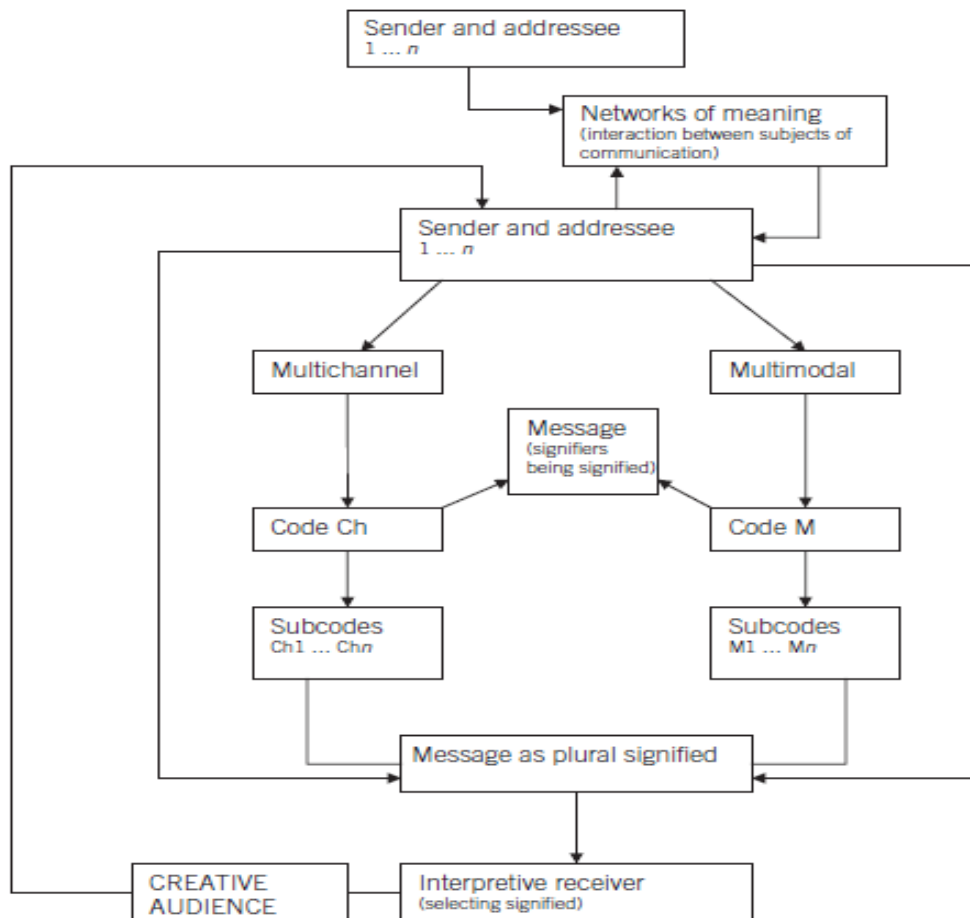 Sender and addressee
1 ... n
Networks of meaning
(interaction between subjects of
communication)
Sender and addressee
1 ... n
Multichannel
Multimodal
Message
(signifiers
being signified)
Code Ch
Code M
Subcodes
Ch1 ... Chn
Subcodes
M1 ... Mn
Message as plural signified
CREATIVE
AUDIENCE
Interpretive receiver
(selecting signified)